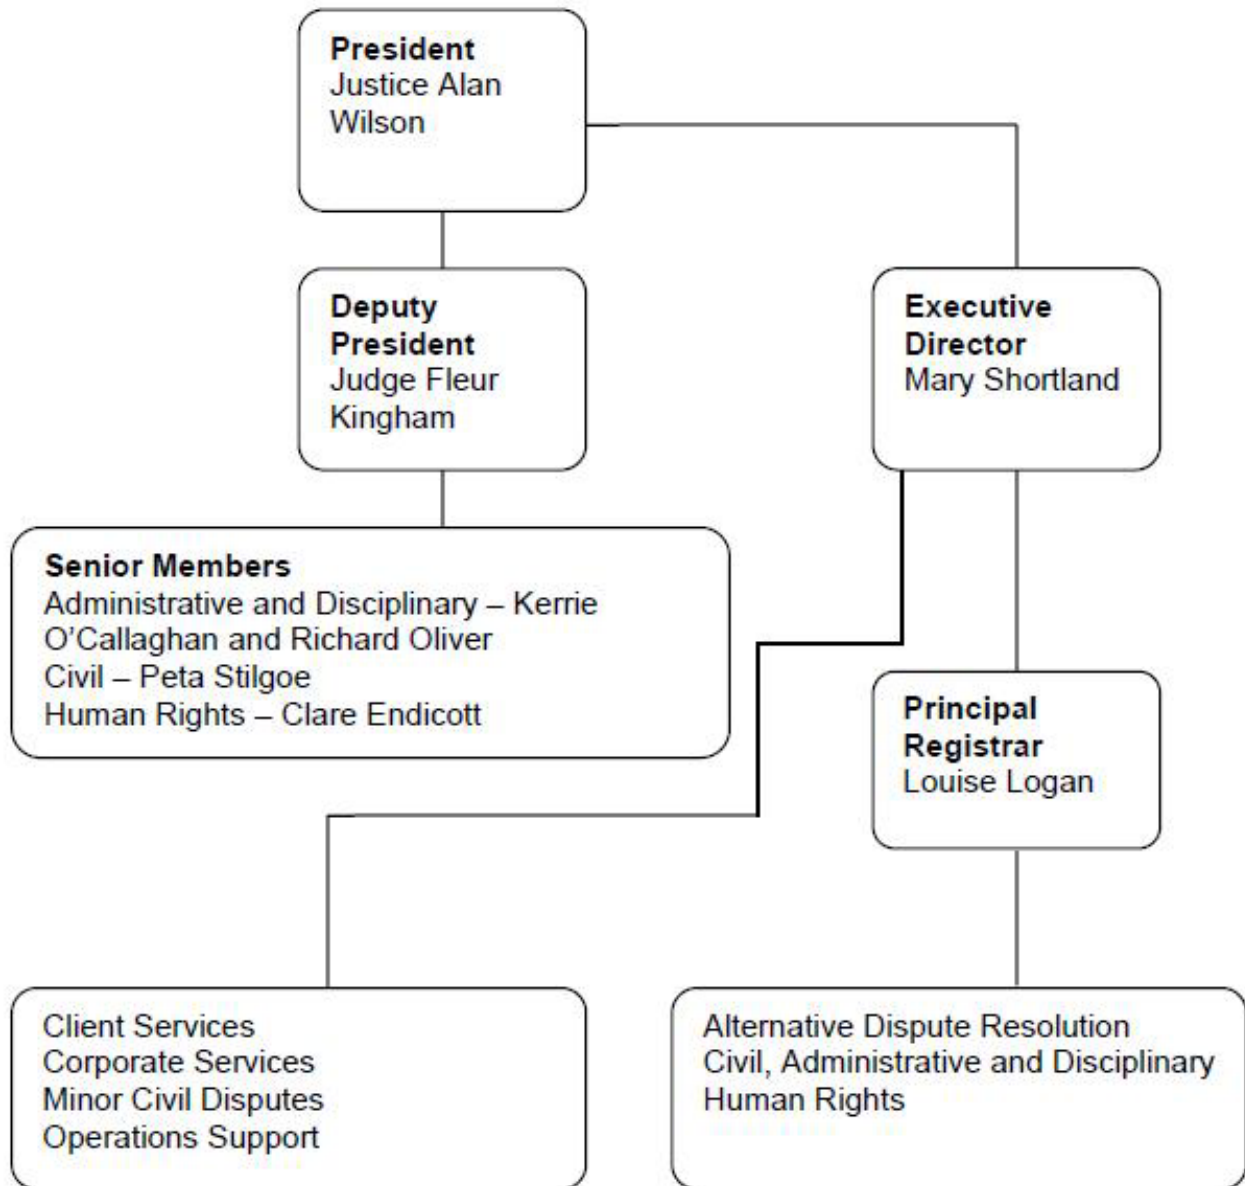 President
Justice Alan
Wilson
Deputy
President
Judge Fleur
Kingham
Executive
Director
Mary Shortland
Senior Members
Administrative and Disciplinary – Kerrie
O'Callaghan and Richard Oliver
Civil – Peta Stilgoe
Human Rights – Clare Endicott
Principal
Registrar
Louise Logan
Client Services
Corporate Services
Minor Civil Disputes
Operations Support
Alternative Dispute Resolution
Civil, Administrative and Disciplinary
Human Rights